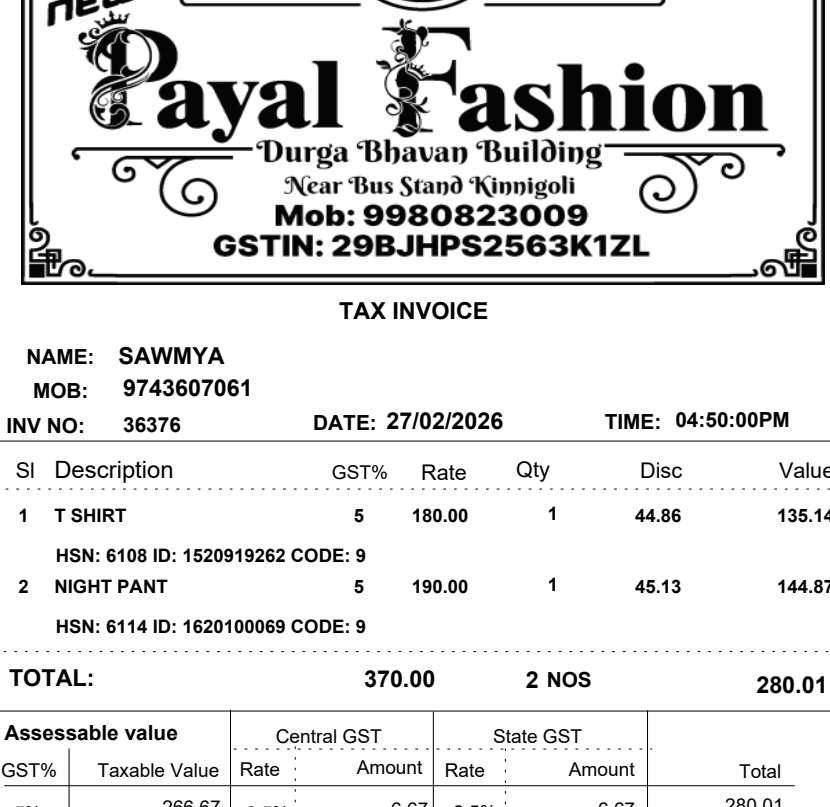 new
Payal Fashion
Durga Bhavan Building
Near Bus Stand Kinnigoli
Mob: 9980823009
GSTIN: 29BJHPS2563K1ZL
TAX INVOICE
NAME: SAWMYA
MOB: 9743607061
INV NO: 36376 DATE: 27/02/2026 TIME: 04:50:00PM
Sl Description GST% Rate Qty Disc Value
1 T SHIRT 5 180.00 1 44.86 135.14
HSN: 6108 ID: 1520919262 CODE: 9
2 NIGHT PANT 5 190.00 1 45.13 144.87
HSN: 6114 ID: 1620100069 CODE: 9
TOTAL: 370.00 2 NOS 280.01
Assessable value Central GST State GST
GST% Taxable Value Rate Amount Rate Amount Total
266.67 6.67 6.67 280.01